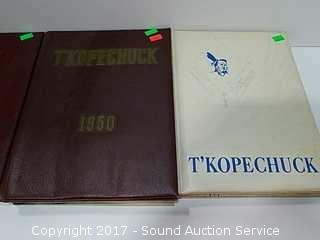 T'KOPECHUCK
1950
T'KOPECHUCK
Copyright 2017 - Sound Auction Service